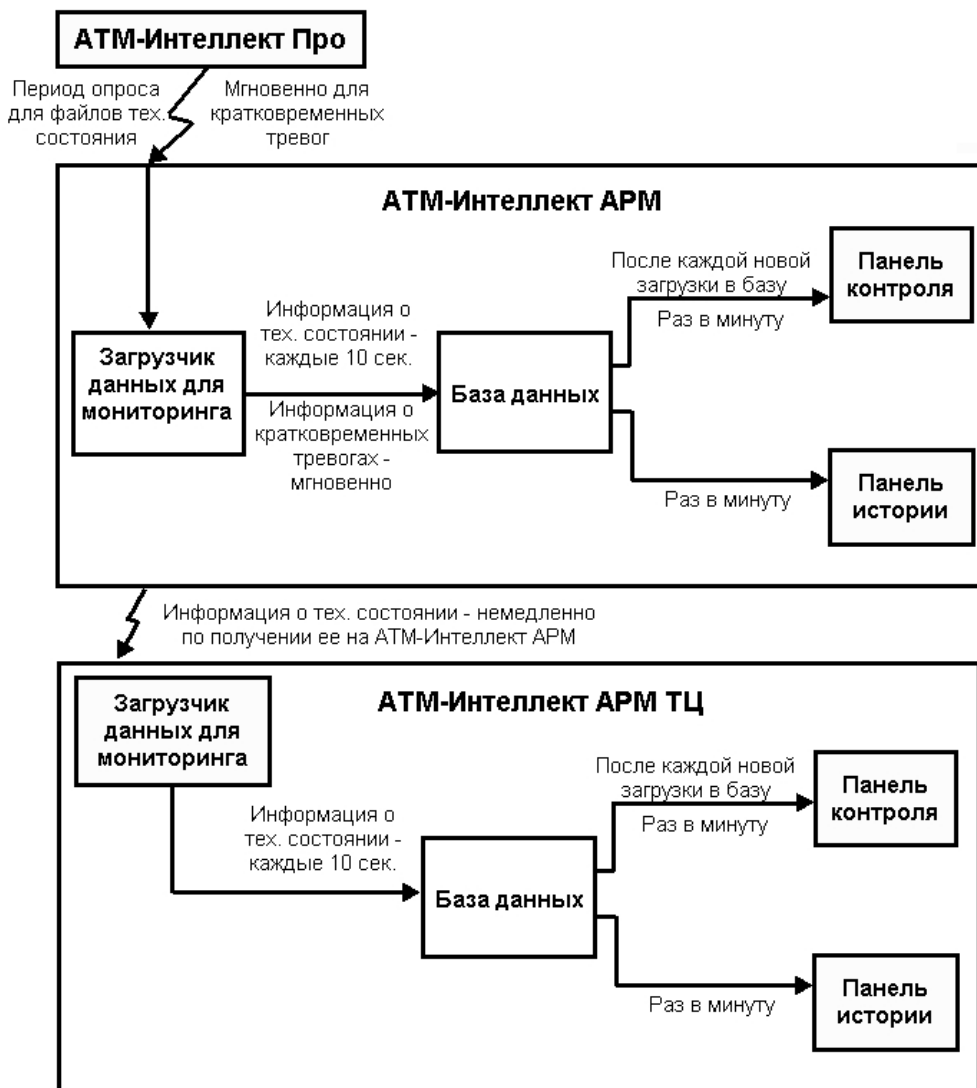 АТМ-Интеллект Про
Период опроса
для файлов тех.
состояния
Мгновенно для
кратковременных
тревог
АТМ-Интеллект АРМ
После каждой новой
загрузки в базу
Раз в минуту
Панель
контроля
Информация о
тех. состоянии -
каждые 10 сек.
Загрузчик
данных для
мониторинга
База данных
Информация о
кратковременных
тревогах -
мгновенно
Раз в минуту
Панель
истории
Информация о тех. состоянии - немедленно
по получении ее на АТМ-Интеллект АРМ
Загрузчик
данных для
мониторинга
АТМ-Интеллект АРМ ТЦ
После каждой новой
загрузки в базу
Раз в минуту
Панель
контроля
Информация о
тех. состоянии -
каждые 10 сек.
База данных
Раз в минуту
Панель
истории